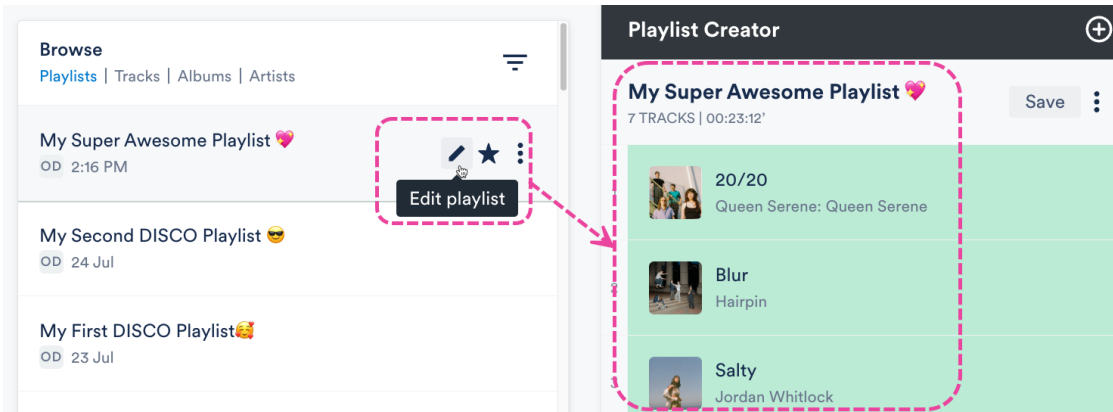 Browse
Playlists | Tracks | Albums | Artists
My Super Awesome Playlist 💖
OD 2:16 PM
Edit playlist
My Second DISCO Playlist 😎
OD 24 Jul
My First DISCO Playlist🥰
OD 23 Jul
Playlist Creator
My Super Awesome Playlist 💖
7 TRACKS | 00:23:12’
Save
20/20
Queen Serene: Queen Serene
2
Blur
Hairpin
3
Salty
Jordan Whitlock